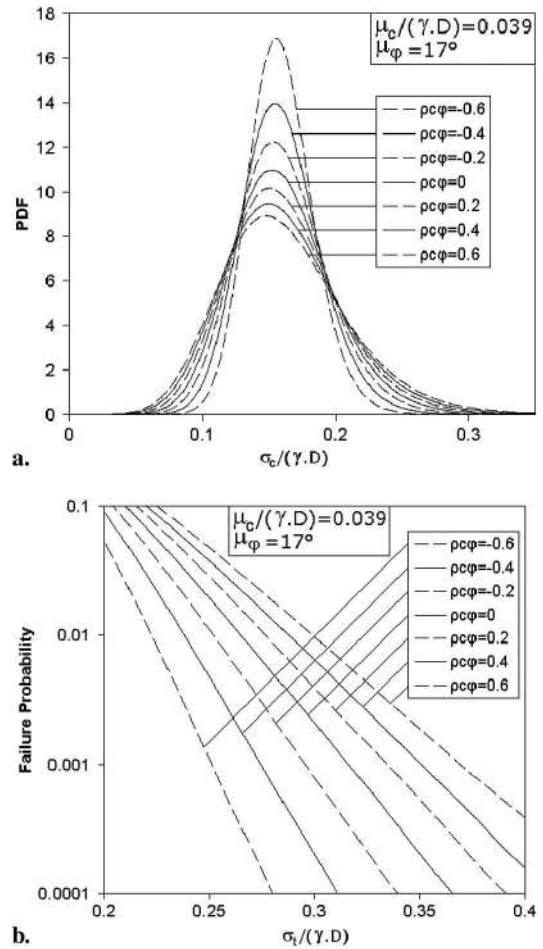 18
16
14
12
10
8
6
4
2
0
PDF
μc/(γ.D)=0.039
μφ=17°
ρcφ=-0.6
ρcφ=-0.4
ρcφ=-0.2
ρcφ=0
ρcφ=0.2
ρcφ=0.4
ρcφ=0.6
0
0.1
0.2
0.3
σc/(γ.D)
a.
0.1
0.01
0.001
0.0001
Failure Probability
μc/(γ.D)=0.039
μφ=17°
ρcφ=-0.6
ρcφ=-0.4
ρcφ=-0.2
ρcφ=0
ρcφ=0.2
ρcφ=0.4
ρcφ=0.6
0.2
0.25
0.3
0.35
0.4
σt/(γ.D)
b.